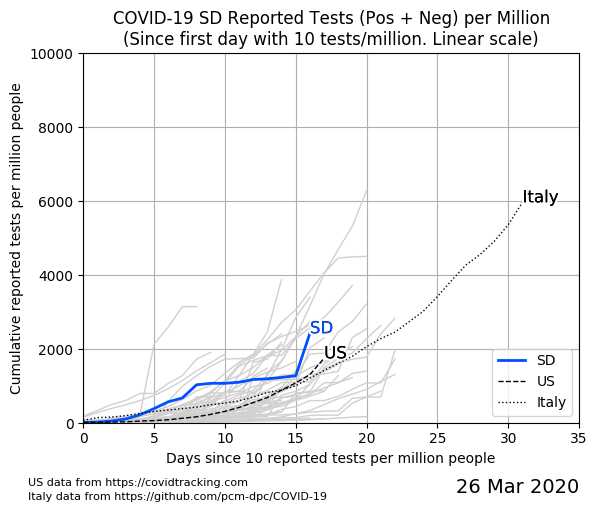 COVID-19 SD Reported Tests (Pos + Neg) per Million
(Since first day with 10 tests/million. Linear scale)
Cumulative reported tests per million people
10000
8000
6000
4000
2000
0
Italy
SD
US
SD
US
Italy
0 5 10 15 20 25 30 35
Days since 10 reported tests per million people
US data from https://covidtracking.com
Italy data from https://github.com/pcm-dpc/COVID-19
26 Mar 2020